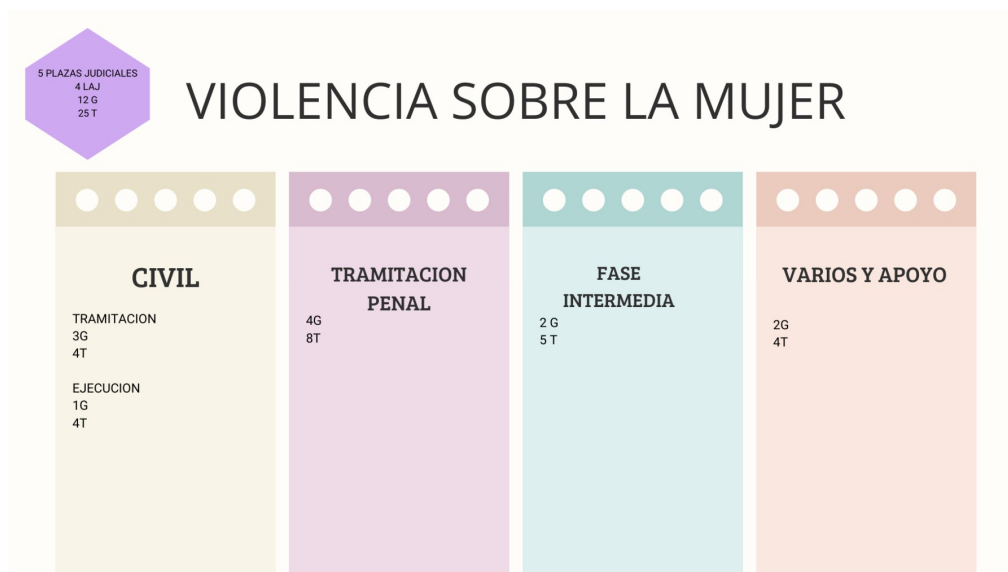 5 PLAZAS JUDICIALES
4 LAJ
12 G
25 T
VIOLENCIA SOBRE LA MUJER
CIVIL
TRAMITACION
3G
4T
EJECUCION
1G
4T
TRAMITACION
PENAL
4G
8T
FASE
INTERMEDIA
2 G
5 T
VARIOS Y APOYO
2G
4T